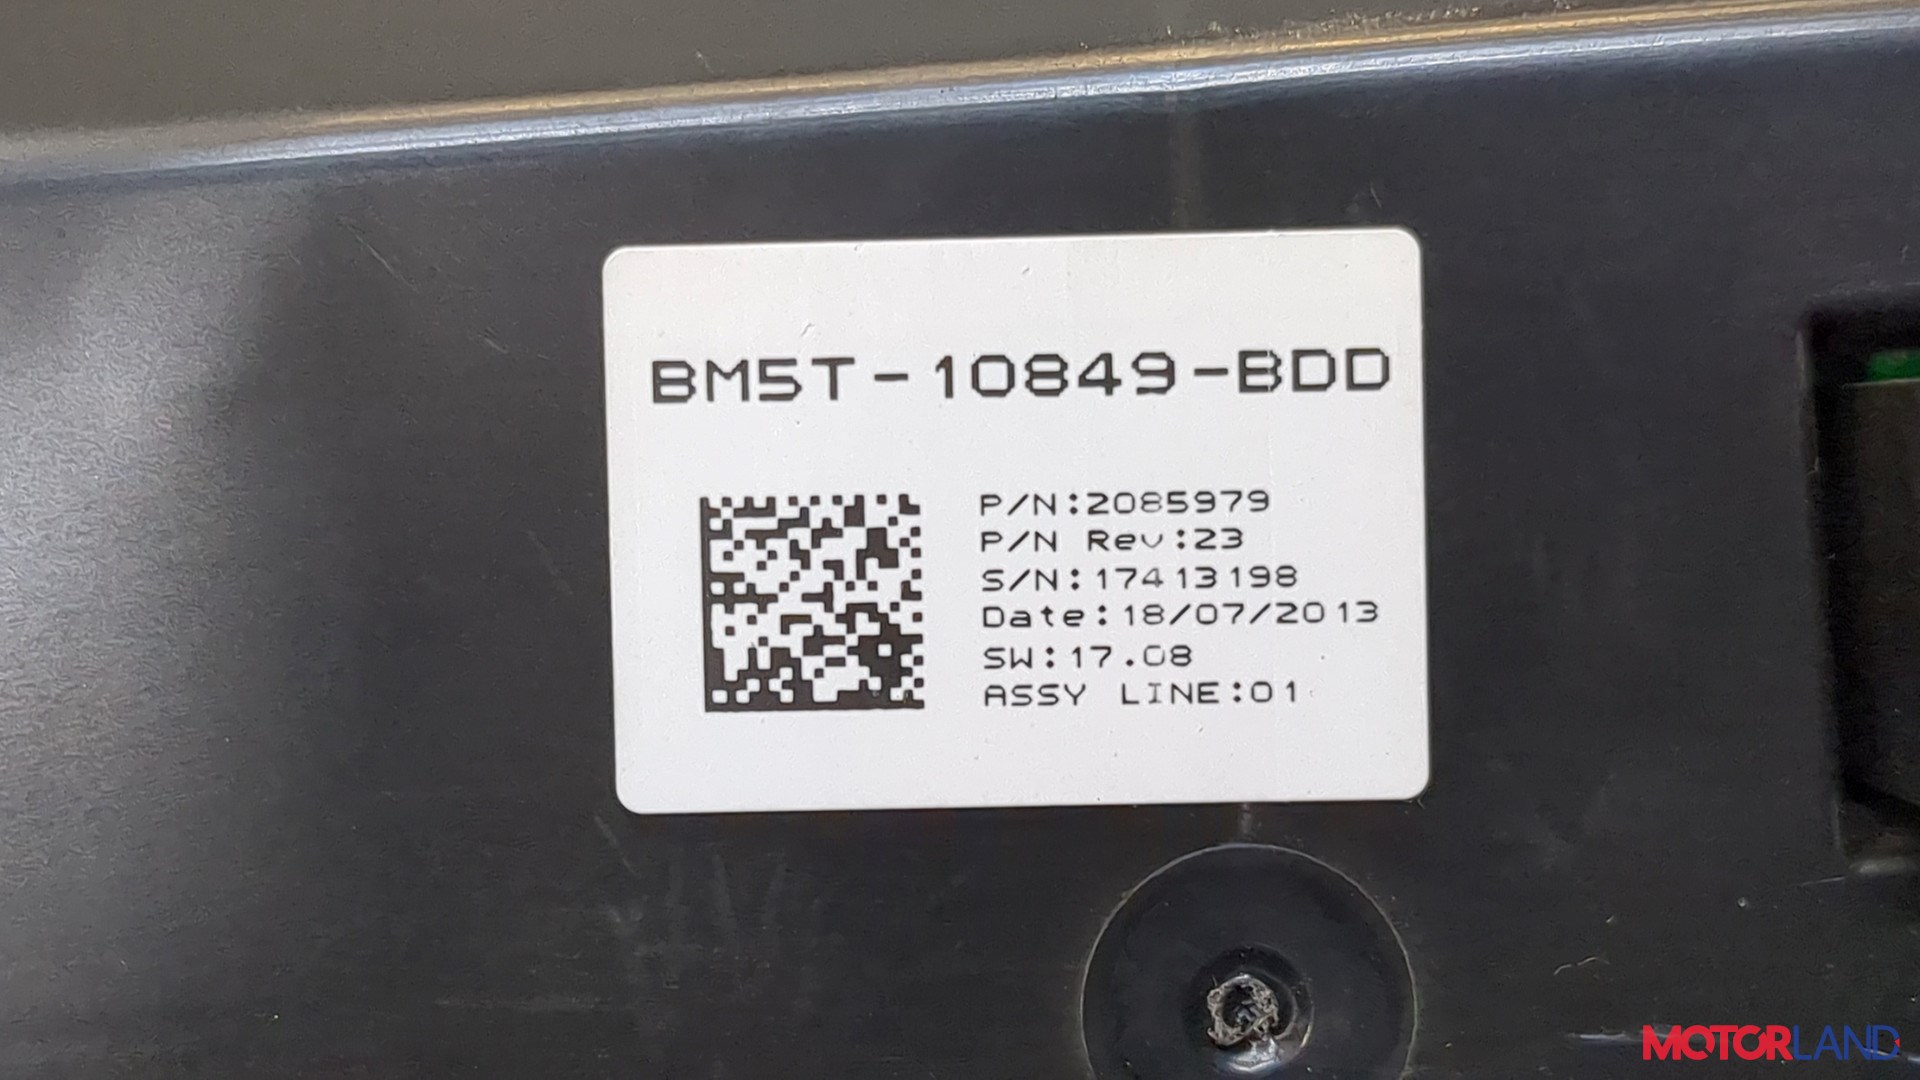 BM5T-10849-BDD
P/N:2085979
P/N Rev:23
S/N:17413198
Date:18/07/2013
SW:17.08
ASSY LINE:01
MOTORLAND